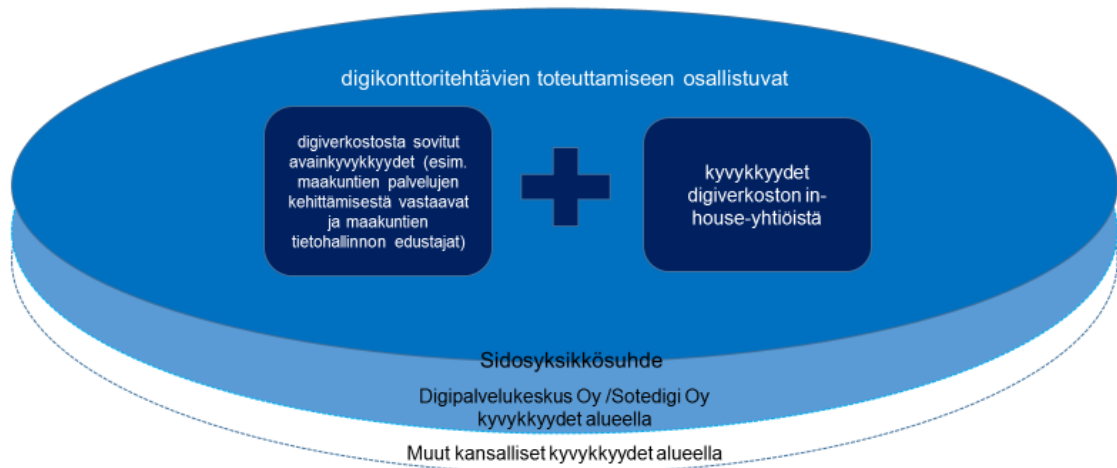 digikonttoritehtävien toteuttamiseen osallistuvat
digiverkostosta sovitut
avainkyvykkyydet (esim.
maakuntien palvelujen
kehittämisestä vastaavat
ja maakuntien
tietohallinnon edustajat)
kyvykkyydet
digiverkoston in-
house-yhtiöistä
Sidosyksikkösuhde
Digipalvelukeskus Oy /Sotedigi Oy
kyvykkyydet alueella
Muut kansalliset kyvykkyydet alueella